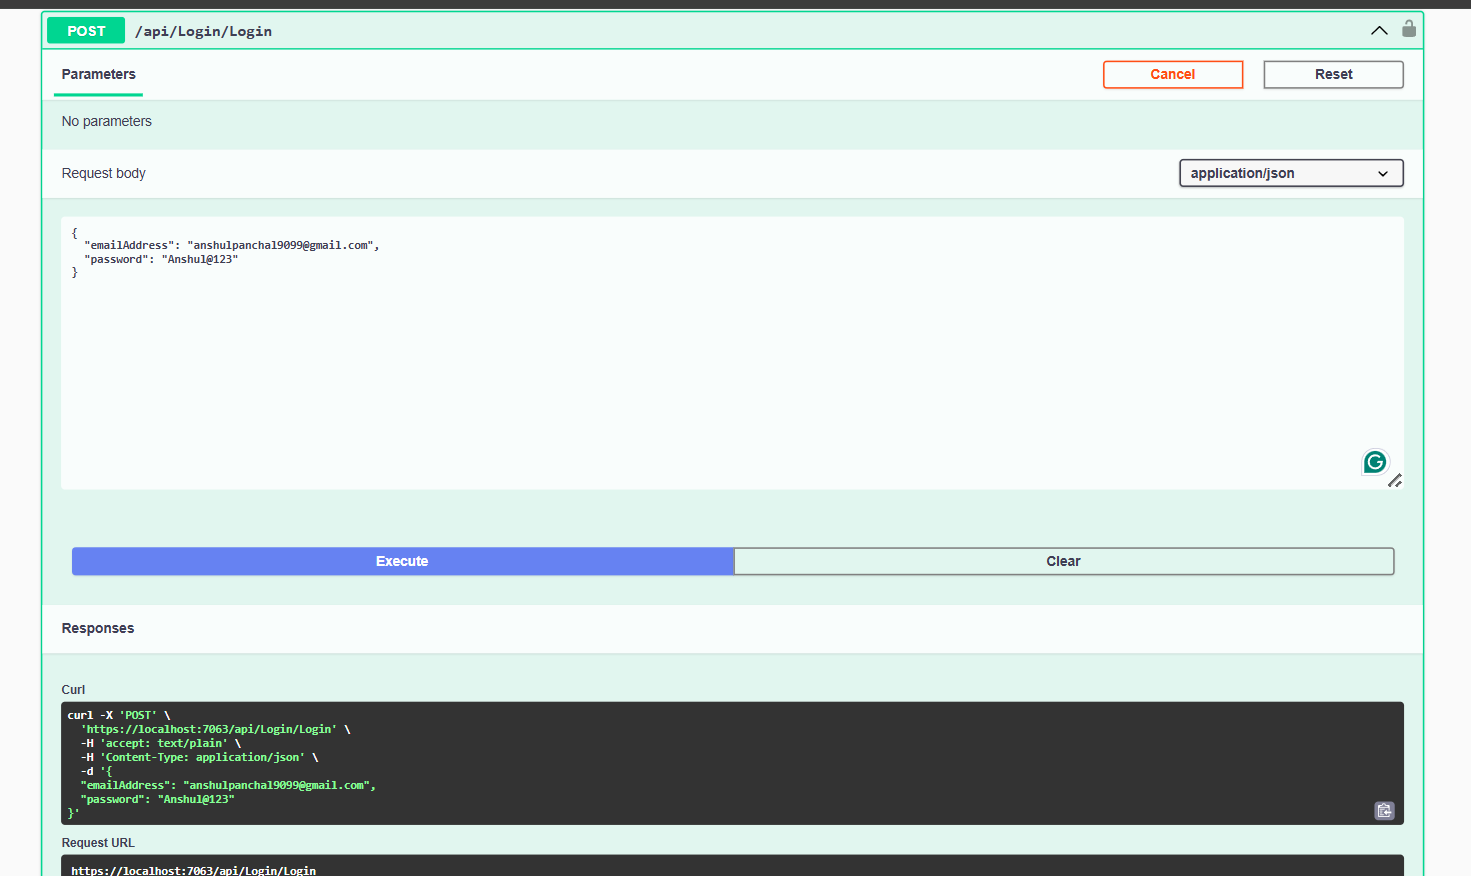 POST /api/Login/Login
Parameters
Cancel
Reset
No parameters
Request body
application/json
{
"emailAddress": "anshulpanchal9099@gmail.com",
"password": "Anshul@123"
}
Execute
Clear
Responses
Curl
curl -X 'POST' \
'https://localhost:7063/api/Login/Login' \
-H 'accept: text/plain' \
-H 'Content-Type: application/json' \
-d '{
"emailAddress": "anshulpanchal9099@gmail.com",
"password": "Anshul@123"
}'
Request URL
https://localhost:7063/api/Login/Login